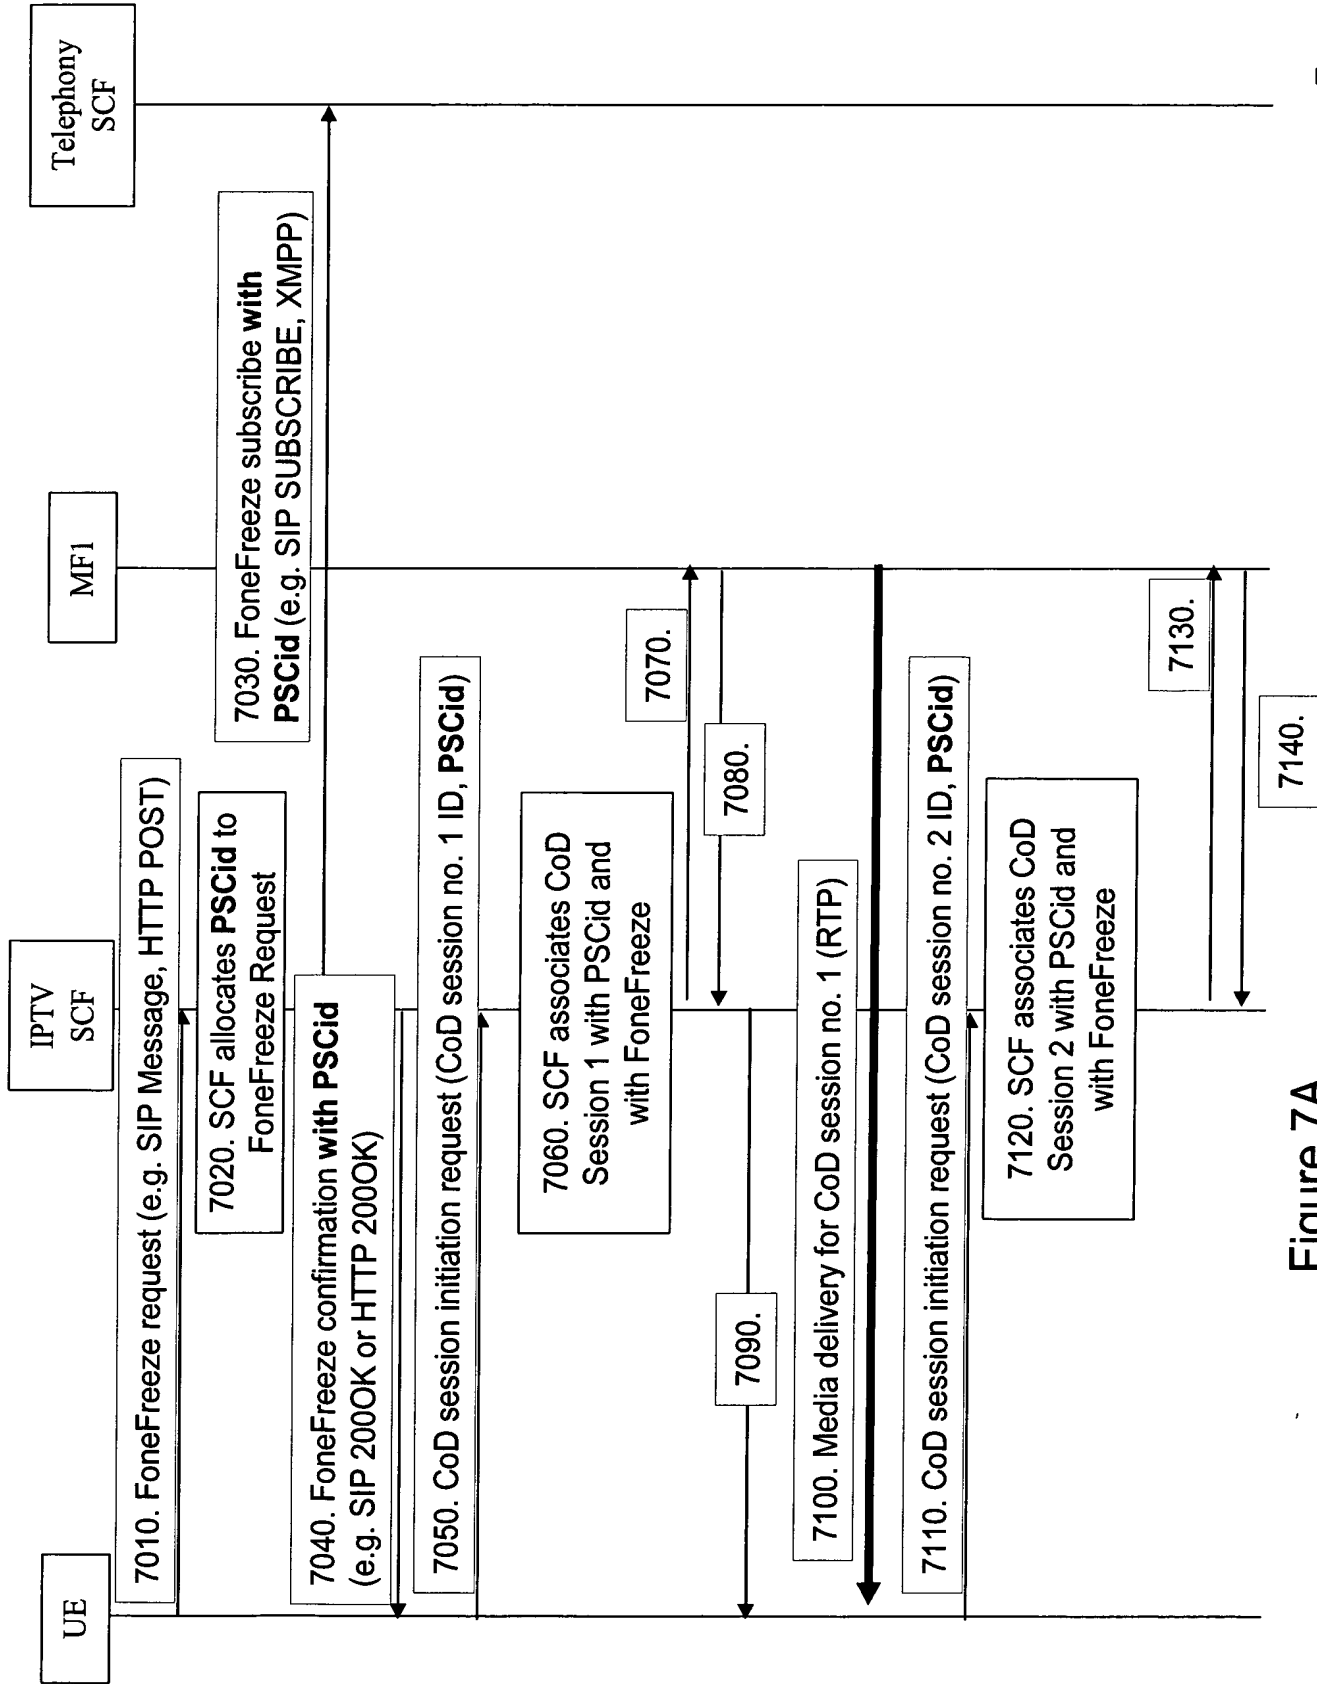 UE
IPTV
SCF
MF1
Telephony
SCF
7010. FoneFreeze request (e.g. SIP Message, HTTP POST)
7020. SCF allocates PSCid to
FoneFreeze Request
7030. FoneFreeze subscribe with
PSCid (e.g. SIP SUBSCRIBE, XMPP)
7040. FoneFreeze confirmation with PSCid
(e.g. SIP 200OK or HTTP 200OK)
7050. CoD session initiation request (CoD session no. 1 ID, PSCid)
7060. SCF associates CoD
Session 1 with PSCid and
with FoneFreeze
7070.
7080.
7090.
7100. Media delivery for CoD session no. 1 (RTP)
7110. CoD session initiation request (CoD session no. 2 ID, PSCid)
7120. SCF associates CoD
Session 2 with PSCid and
with FoneFreeze
7130.
7140.
Figure 7A